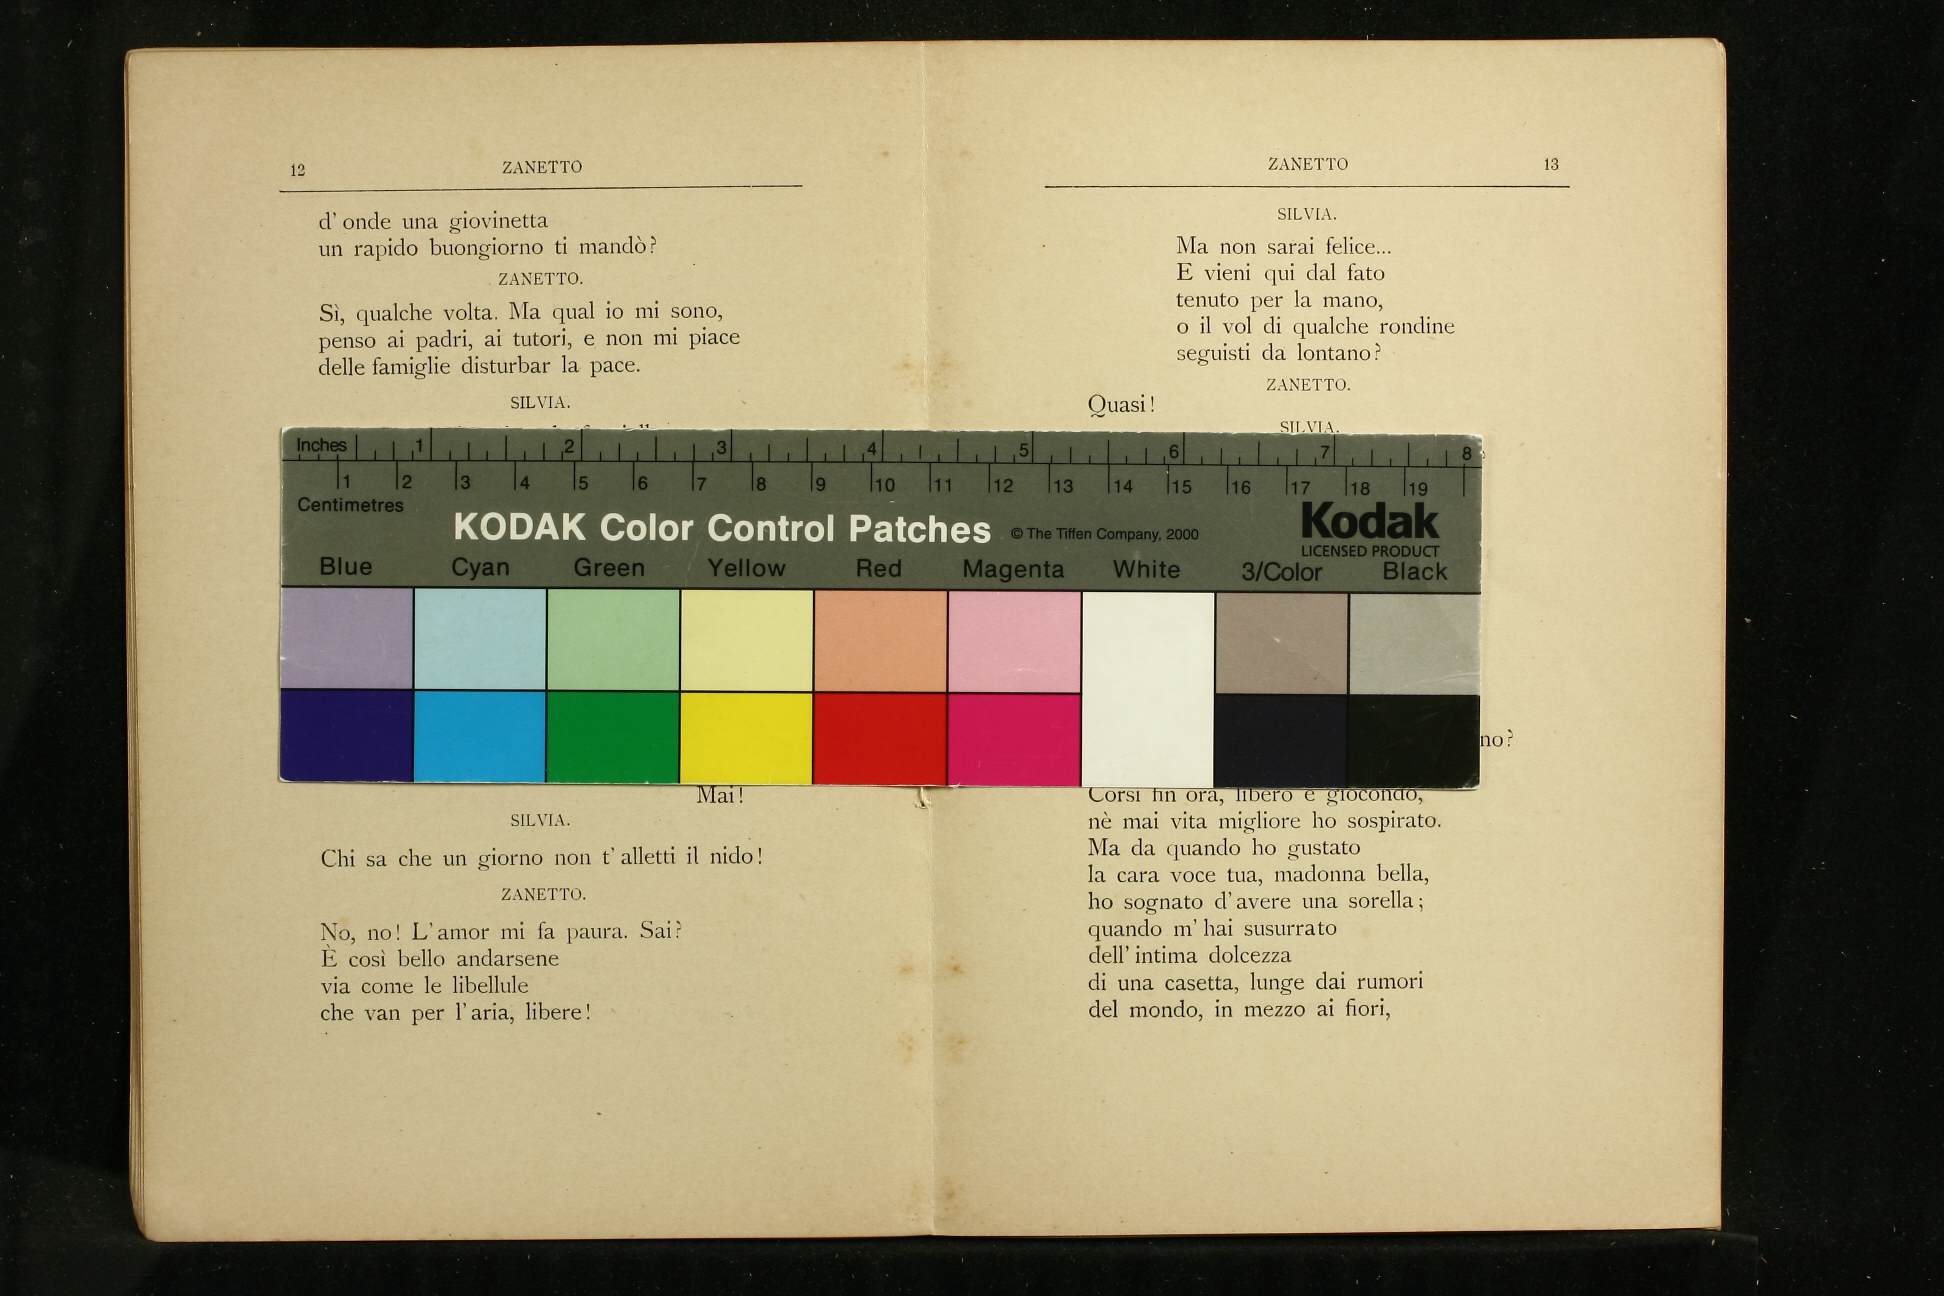 12
ZANETTO
d' onde una giovinetta
un rapido buongiorno ti mandò?
ZANETTO.
Sì, qualche volta. Ma qual io mi sono,
penso ai padri, ai tutori, e non mi piace
delle famiglie disturbar la pace.
SILVIA.
Mai!
SILVIA.
Chi sa che un giorno non t' alletti il nido!
ZANETTO.
No, no! L' amor mi fa paura. Sai?
È così bello andarsene
via come le libellule
che van per l' aria, libere!
ZANETTO
13
SILVIA.
Ma non sarai felice...
E vieni qui dal fato
tenuto per la mano,
o il vol di qualche rondine
seguisti da lontano?
ZANETTO.
Quasi!
SILVIA.
no?
Corsi fin ora, libero e giocondo,
nè mai vita migliore ho sospirato.
Ma da quando ho gustato
la cara voce tua, madonna bella,
ho sognato d' avere una sorella;
quando m' hai susurrato
dell' intima dolcezza
di una casetta, lunge dai rumori
del mondo, in mezzo ai fiori,
Inches 1 2 3 4 5 6 7 8
1 2 3 4 5 6 7 8 9 10 11 12 13 14 15 16 17 18 19
Centimetres
KODAK Color Control Patches © The Tiffen Company, 2000
Kodak
LICENSED PRODUCT
Blue Cyan Green Yellow Red Magenta White 3/Color Black